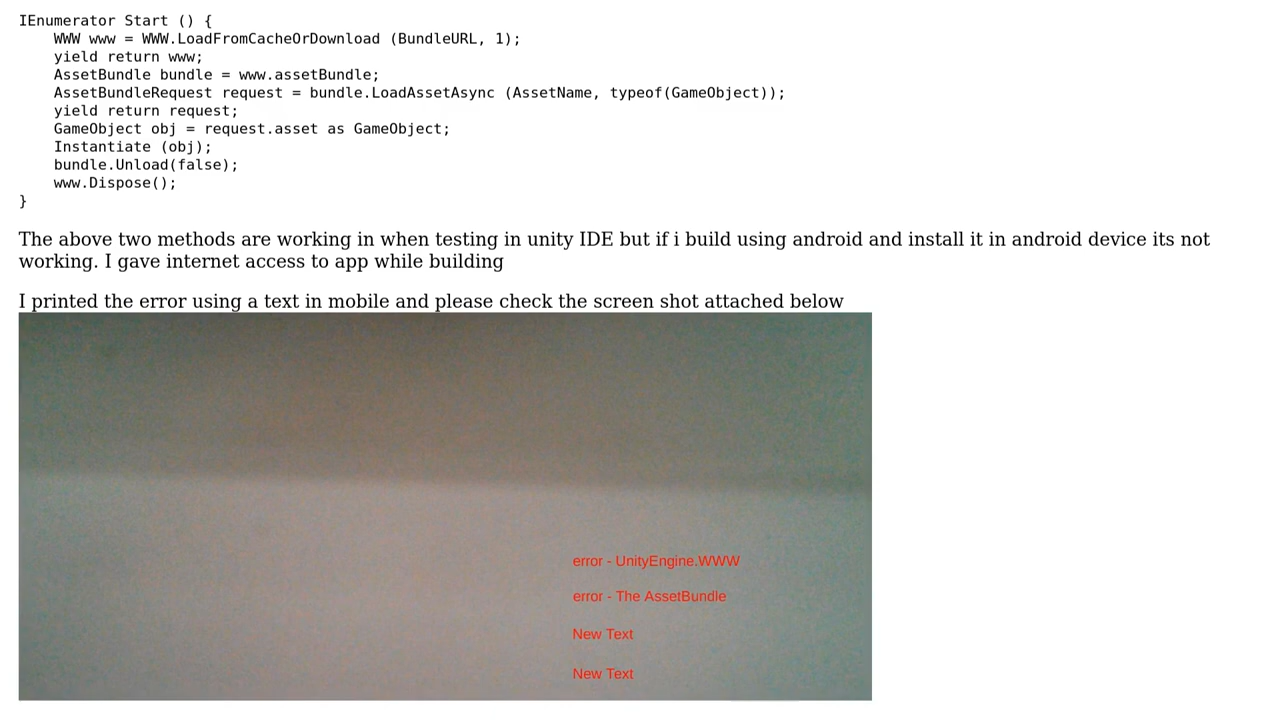 IEnumerator Start () {
    WWW www = WWW.LoadFromCacheOrDownload (BundleURL, 1);
    yield return www;
    AssetBundle bundle = www.assetBundle;
    AssetBundleRequest request = bundle.LoadAssetAsync (AssetName, typeof(GameObject));
    yield return request;
    GameObject obj = request.asset as GameObject;
    Instantiate (obj);
    bundle.Unload(false);
    www.Dispose();
}
The above two methods are working in when testing in unity IDE but if i build using android and install it in android device its not
working. I gave internet access to app while building
I printed the error using a text in mobile and please check the screen shot attached below
error - UnityEngine.WWW
error - The AssetBundle
New Text
New Text